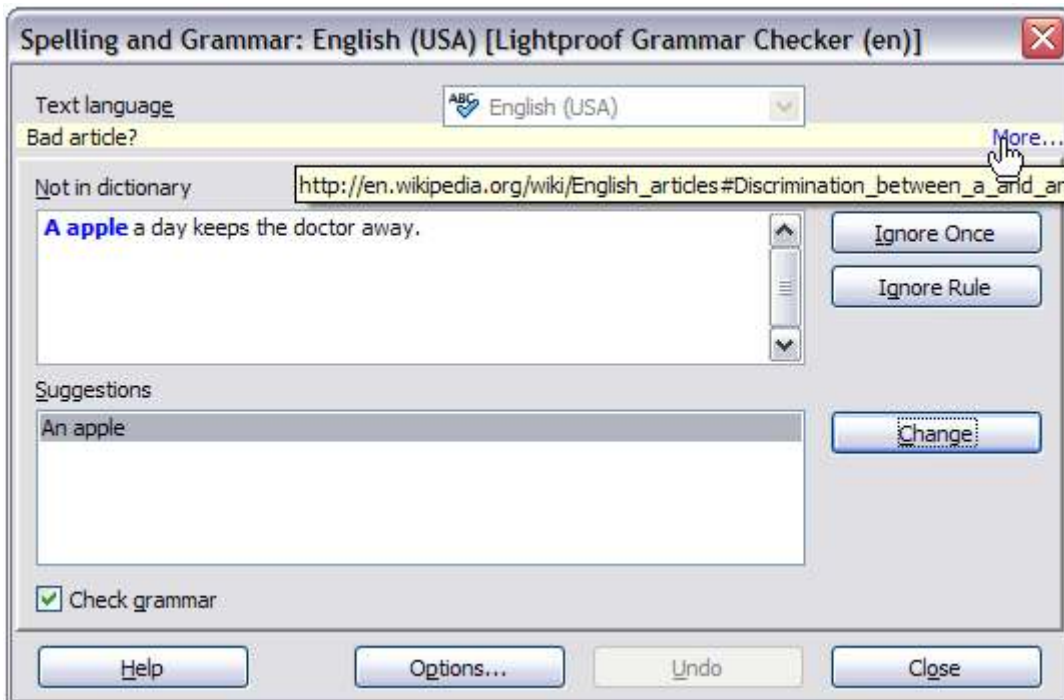 Spelling and Grammar: English (USA) [Lightproof Grammar Checker (en)]
Text language
ABC English (USA)
Bad article?
More...
Not in dictionary
http://en.wikipedia.org/wiki/English_articles#Discrimination_between_a_and_an
A apple a day keeps the doctor away.
Ignore Once
Ignore Rule
Suggestions
An apple
Change
Check grammar
Help Options... Undo Close